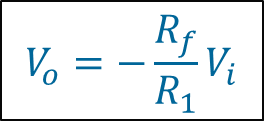 $V_o = -\frac{R_f}{R_1} V_i$